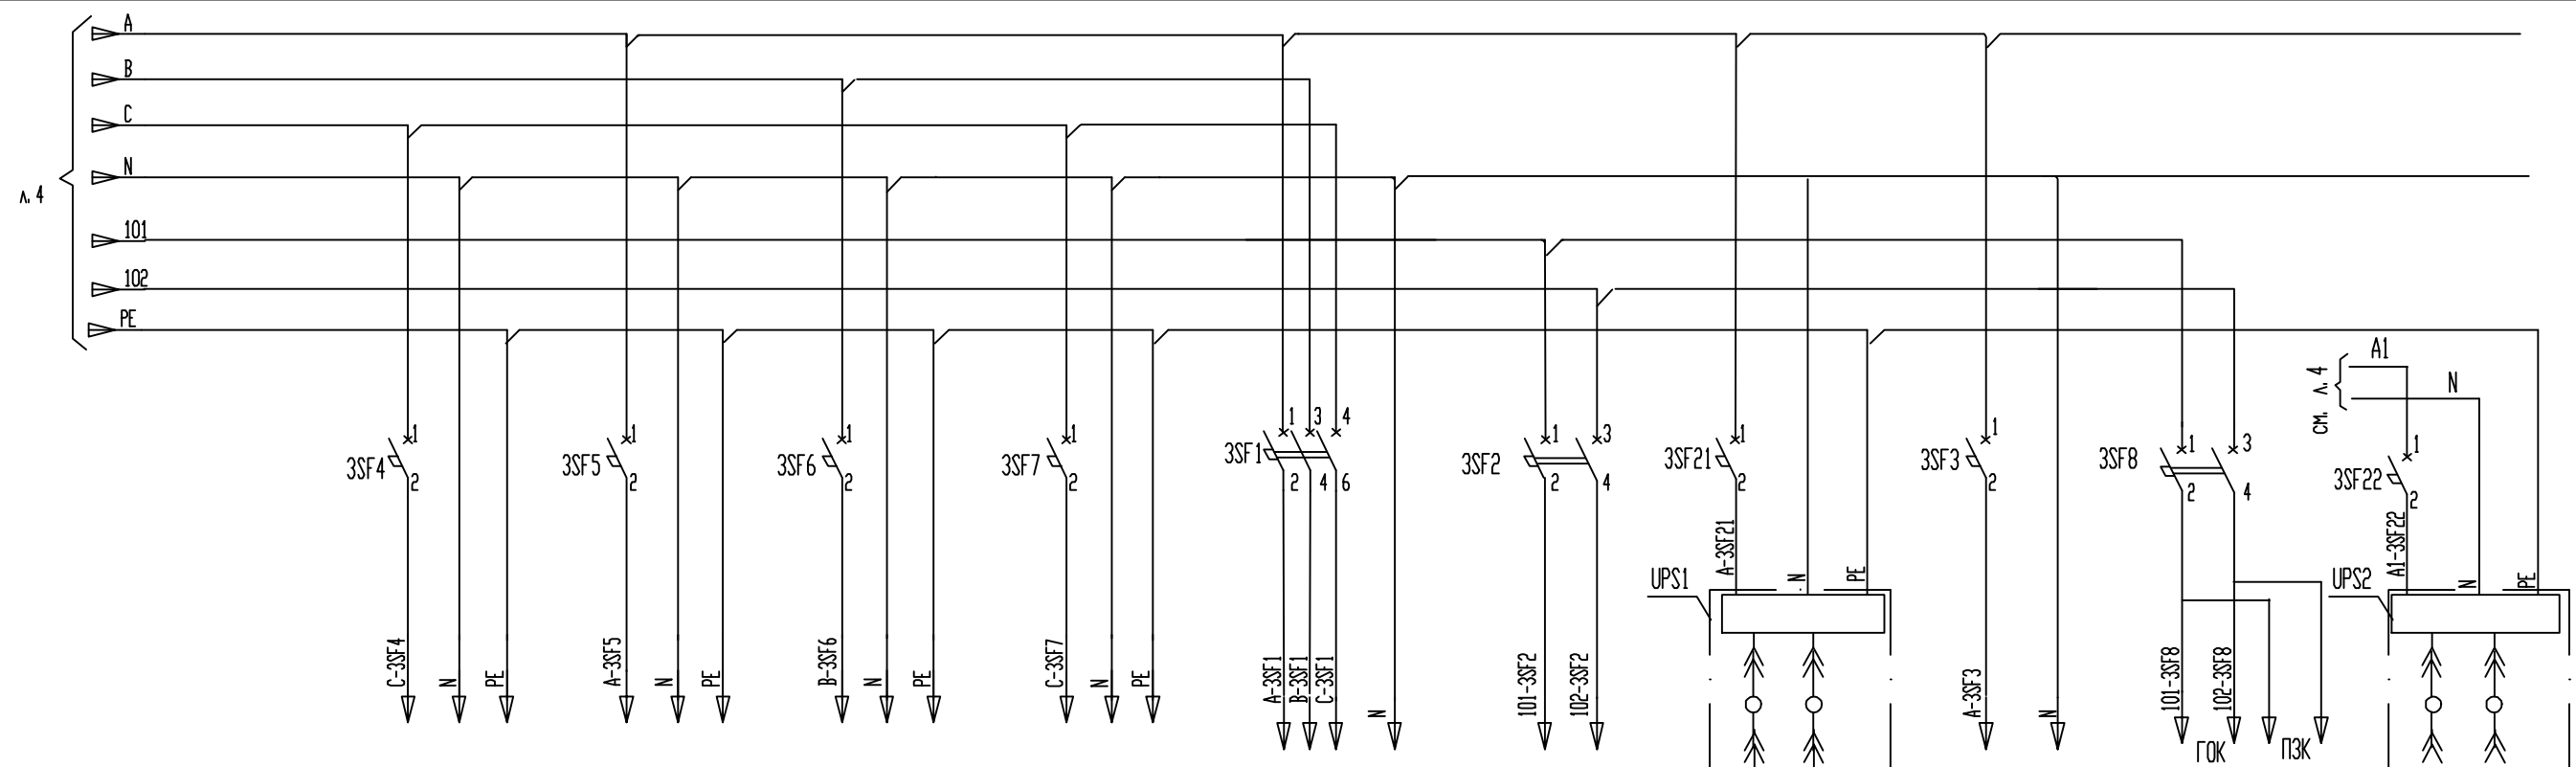 A
B
C
N
л. 4
101
102
PE
A1
см. л. 4
N
1 3 4
1 1 1 1 1 3 1 1 1 3 1
3SF4 3SF5 3SF6 3SF7 3SF1 3SF2 3SF21 3SF3 3SF8 3SF22
2 2 2 2 2 4 6 2 4 2 2 2 4 2
A-3SF21 N PE A1-3SF22 N PE
UPS1 UPS2
C-3SF4 N PE A-3SF5 N PE B-3SF6 N PE C-3SF7 N PE A-3SF1 B-3SF1 C-3SF1 N 101-3SF2 102-3SF2 A-3SF3 N 101-3SF8 102-3SF8
ГОК ПЗК